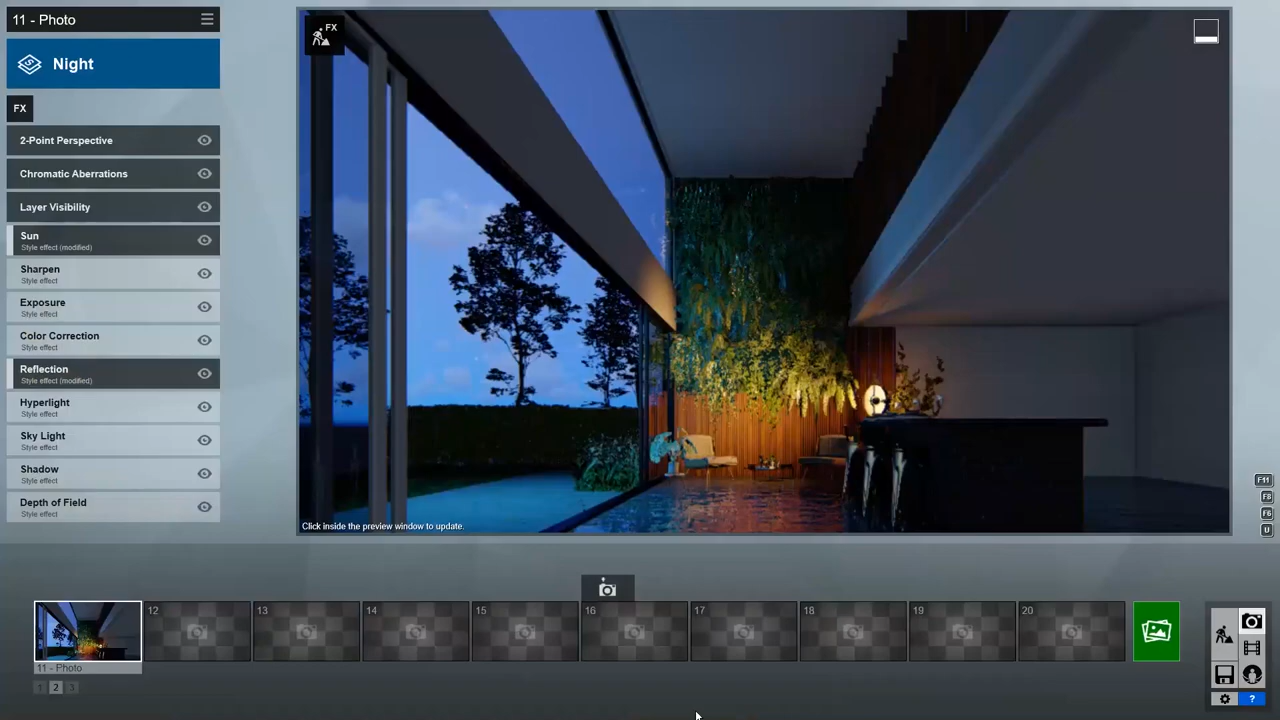 11 - Photo
Night
FX
2-Point Perspective
Chromatic Aberrations
Layer Visibility
Sun
Style effect (modified)
Sharpen
Style effect
Exposure
Style effect
Color Correction
Style effect
Reflection
Style effect (modified)
Hyperlight
Style effect
Sky Light
Style effect
Shadow
Style effect
Depth of Field
Style effect
FX
Click inside the preview window to update.
F11
F8
F6
U
12
13
14
15
16
17
18
19
20
11 - Photo
1 2 3
?